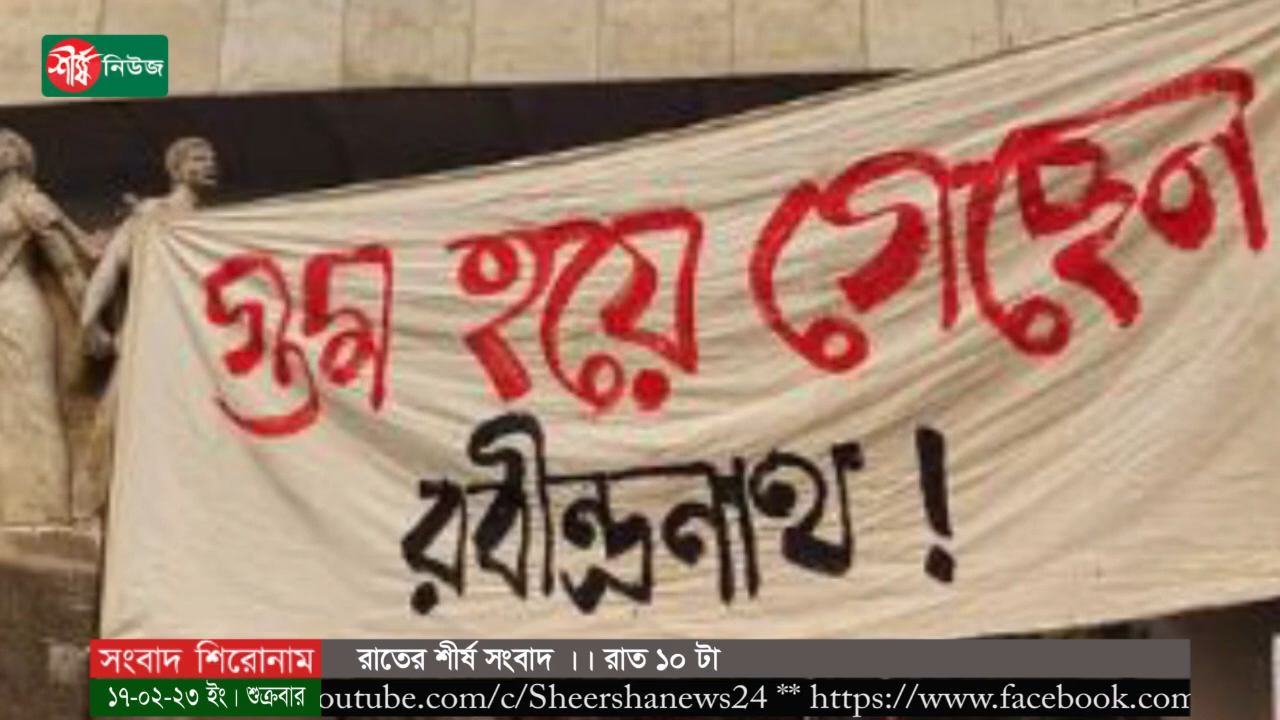 শীর্ষ নিউজ
গুম হয়ে গেছেন
রবীন্দ্রনাথ !
সংবাদ শিরোনাম
রাতের শীর্ষ সংবাদ ।। রাত ১০ টা
১৭-০২-২৩ ইং। শুক্রবার
outube.com/c/Sheershanews24 ** https://www.facebook.com